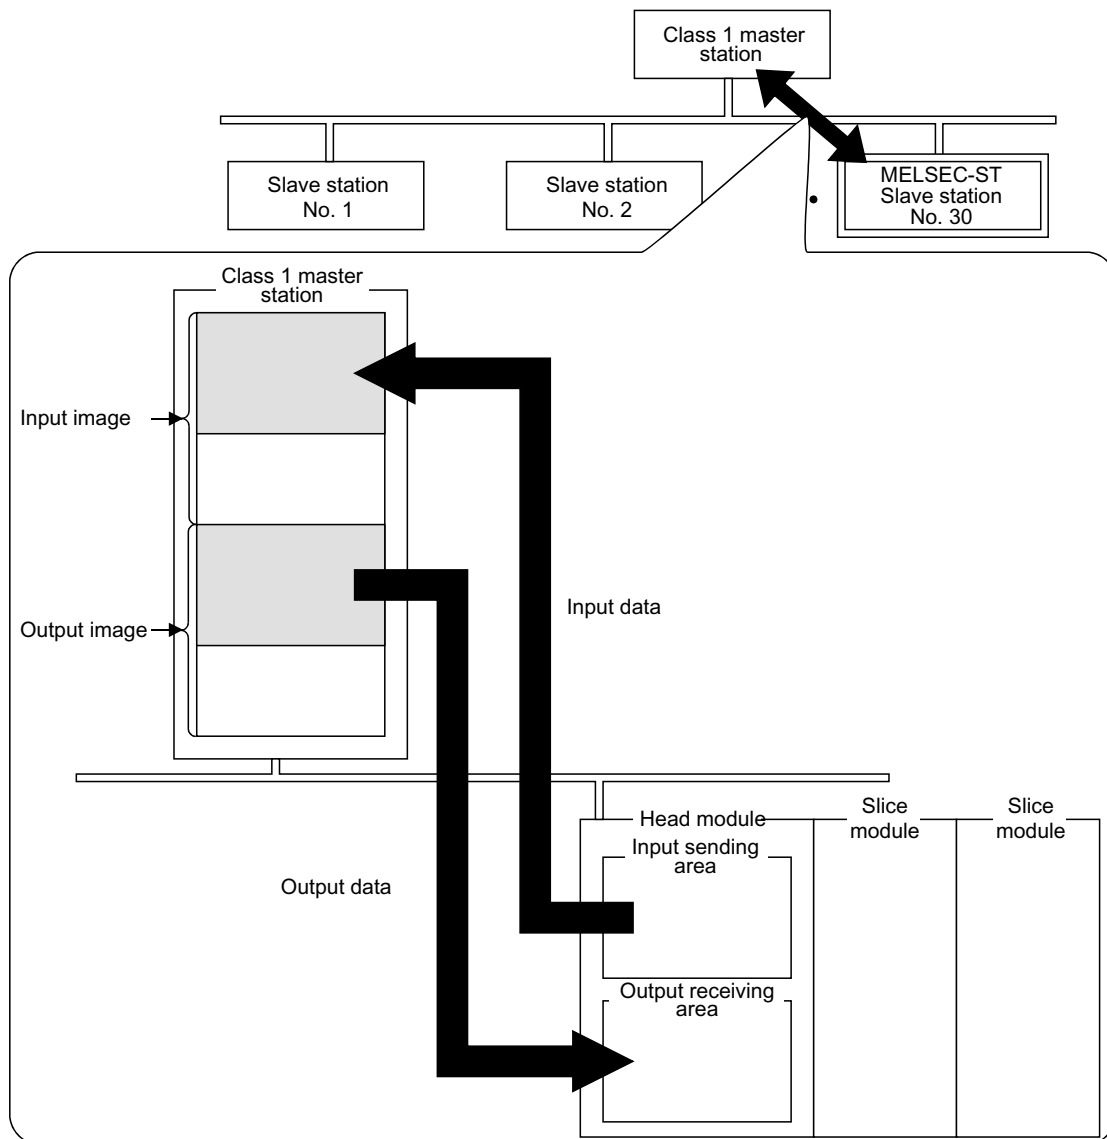 Class 1 master
station
Slave station
No. 1
Slave station
No. 2
MELSEC-ST
Slave station
No. 30
Class 1 master
station
Input image
Output image
Input data
Output data
Head module
Input sending
area
Output receiving
area
Slice
module
Slice
module